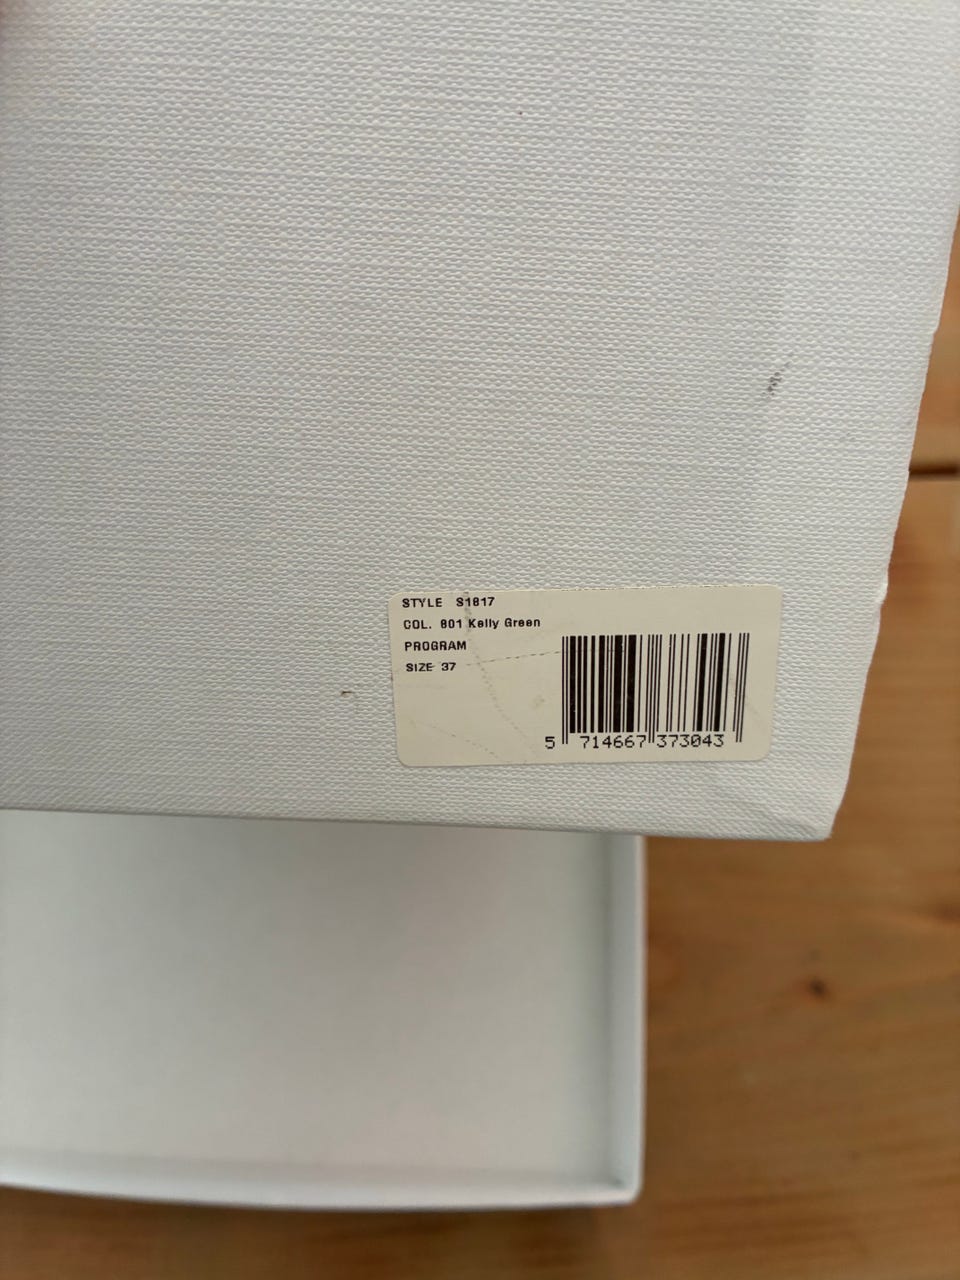 STYLE S1817
COL. 801 Kelly Green
PROGRAM
SIZE 37
5 714667 373043